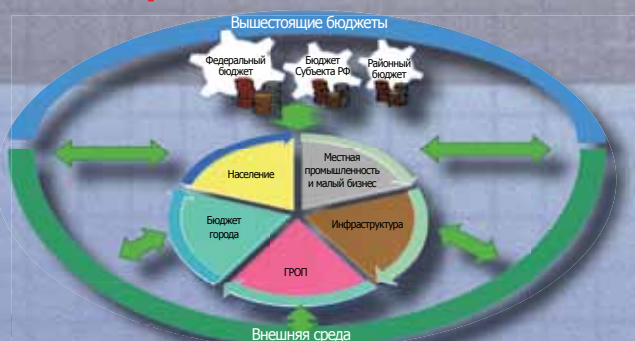 Вышестоящие бюджеты
Федеральный
бюджет
Бюджет
Субъекта РФ
Районный
бюджет
Население
Местная
промышленность
и малый бизнес
Бюджет
города
Инфраструктура
ГРОП
Внешняя среда